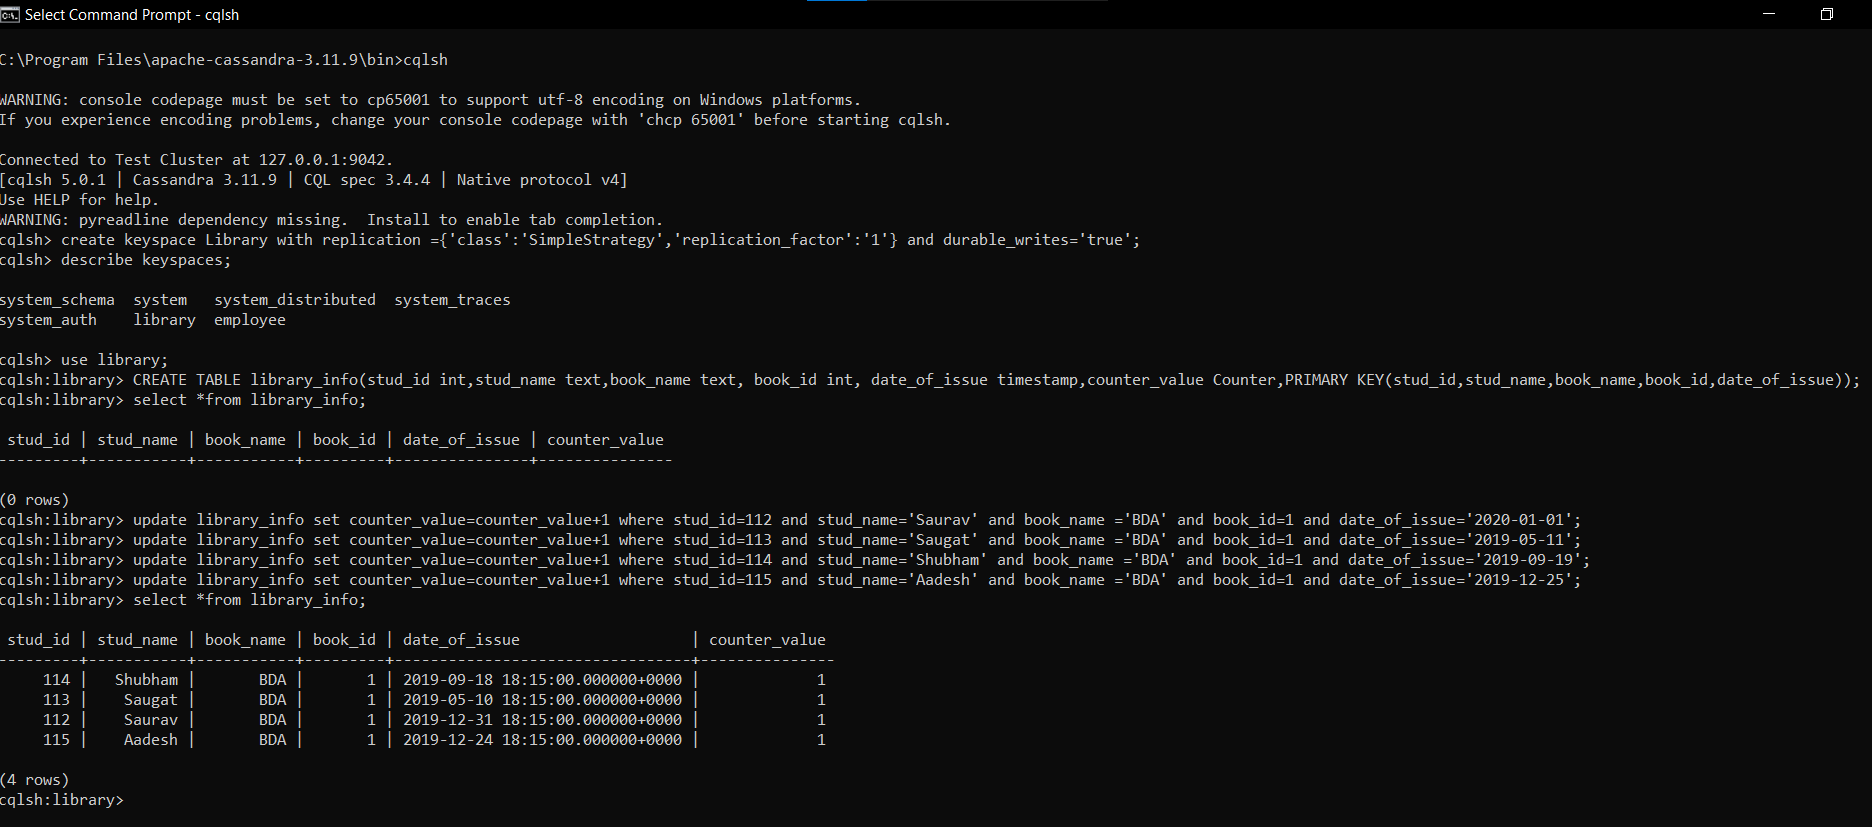 Select Command Prompt - cqlsh
C:\Program Files\apache-cassandra-3.11.9\bin>cqlsh
WARNING: console codepage must be set to cp65001 to support utf-8 encoding on Windows platforms.
If you experience encoding problems, change your console codepage with 'chcp 65001' before starting cqlsh.
Connected to Test Cluster at 127.0.0.1:9042.
[cqlsh 5.0.1 | Cassandra 3.11.9 | CQL spec 3.4.4 | Native protocol v4]
Use HELP for help.
WARNING: pyreadline dependency missing.  Install to enable tab completion.
cqlsh> create keyspace Library with replication ={'class':'SimpleStrategy','replication_factor':'1'} and durable_writes='true';
cqlsh> describe keyspaces;
system_schema  system   system_distributed  system_traces
system_auth    library  employee
cqlsh> use library;
cqlsh:library> CREATE TABLE library_info(stud_id int,stud_name text,book_name text, book_id int, date_of_issue timestamp,counter_value Counter,PRIMARY KEY(stud_id,stud_name,book_name,book_id,date_of_issue));
cqlsh:library> select *from library_info;
 stud_id | stud_name | book_name | book_id | date_of_issue | counter_value
---------+-----------+-----------+---------+---------------+---------------
(0 rows)
cqlsh:library> update library_info set counter_value=counter_value+1 where stud_id=112 and stud_name='Saurav' and book_name ='BDA' and book_id=1 and date_of_issue='2020-01-01';
cqlsh:library> update library_info set counter_value=counter_value+1 where stud_id=113 and stud_name='Saugat' and book_name ='BDA' and book_id=1 and date_of_issue='2019-05-11';
cqlsh:library> update library_info set counter_value=counter_value+1 where stud_id=114 and stud_name='Shubham' and book_name ='BDA' and book_id=1 and date_of_issue='2019-09-19';
cqlsh:library> update library_info set counter_value=counter_value+1 where stud_id=115 and stud_name='Aadesh' and book_name ='BDA' and book_id=1 and date_of_issue='2019-12-25';
cqlsh:library> select *from library_info;
 stud_id | stud_name | book_name | book_id | date_of_issue                   | counter_value
---------+-----------+-----------+---------+---------------------------------+---------------
     114 |   Shubham |       BDA |       1 | 2019-09-18 18:15:00.000000+0000 |             1
     113 |    Saugat |       BDA |       1 | 2019-05-10 18:15:00.000000+0000 |             1
     112 |    Saurav |       BDA |       1 | 2019-12-31 18:15:00.000000+0000 |             1
     115 |    Aadesh |       BDA |       1 | 2019-12-24 18:15:00.000000+0000 |             1
(4 rows)
cqlsh:library>